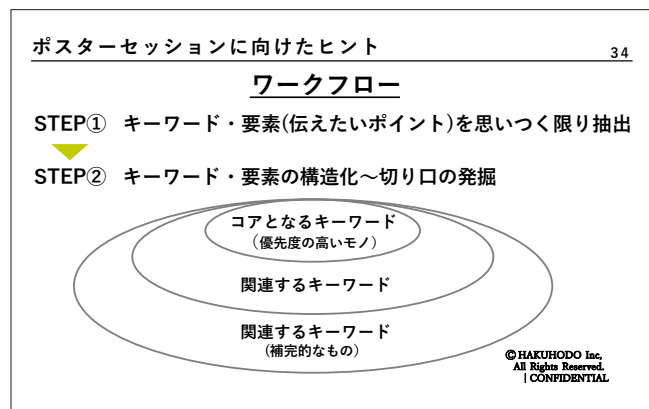 ポスターセッションに向けたヒント
34
ワークフロー
STEP① キーワード・要素(伝えたいポイント)を思いつく限り抽出
STEP② キーワード・要素の構造化～切り口の発掘
コアとなるキーワード
(優先度の高いモノ)
関連するキーワード
関連するキーワード
(補完的なもの)
© HAKUHODO Inc,
All Rights Reserved.
| CONFIDENTIAL